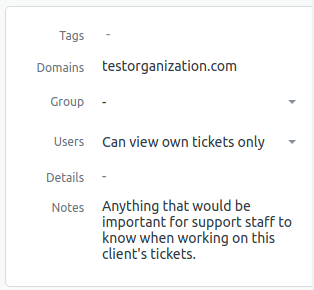 Tags -
Domains testorganization.com
Group -
Users Can view own tickets only
Details -
Notes Anything that would be
important for support staff to
know when working on this
client's tickets.